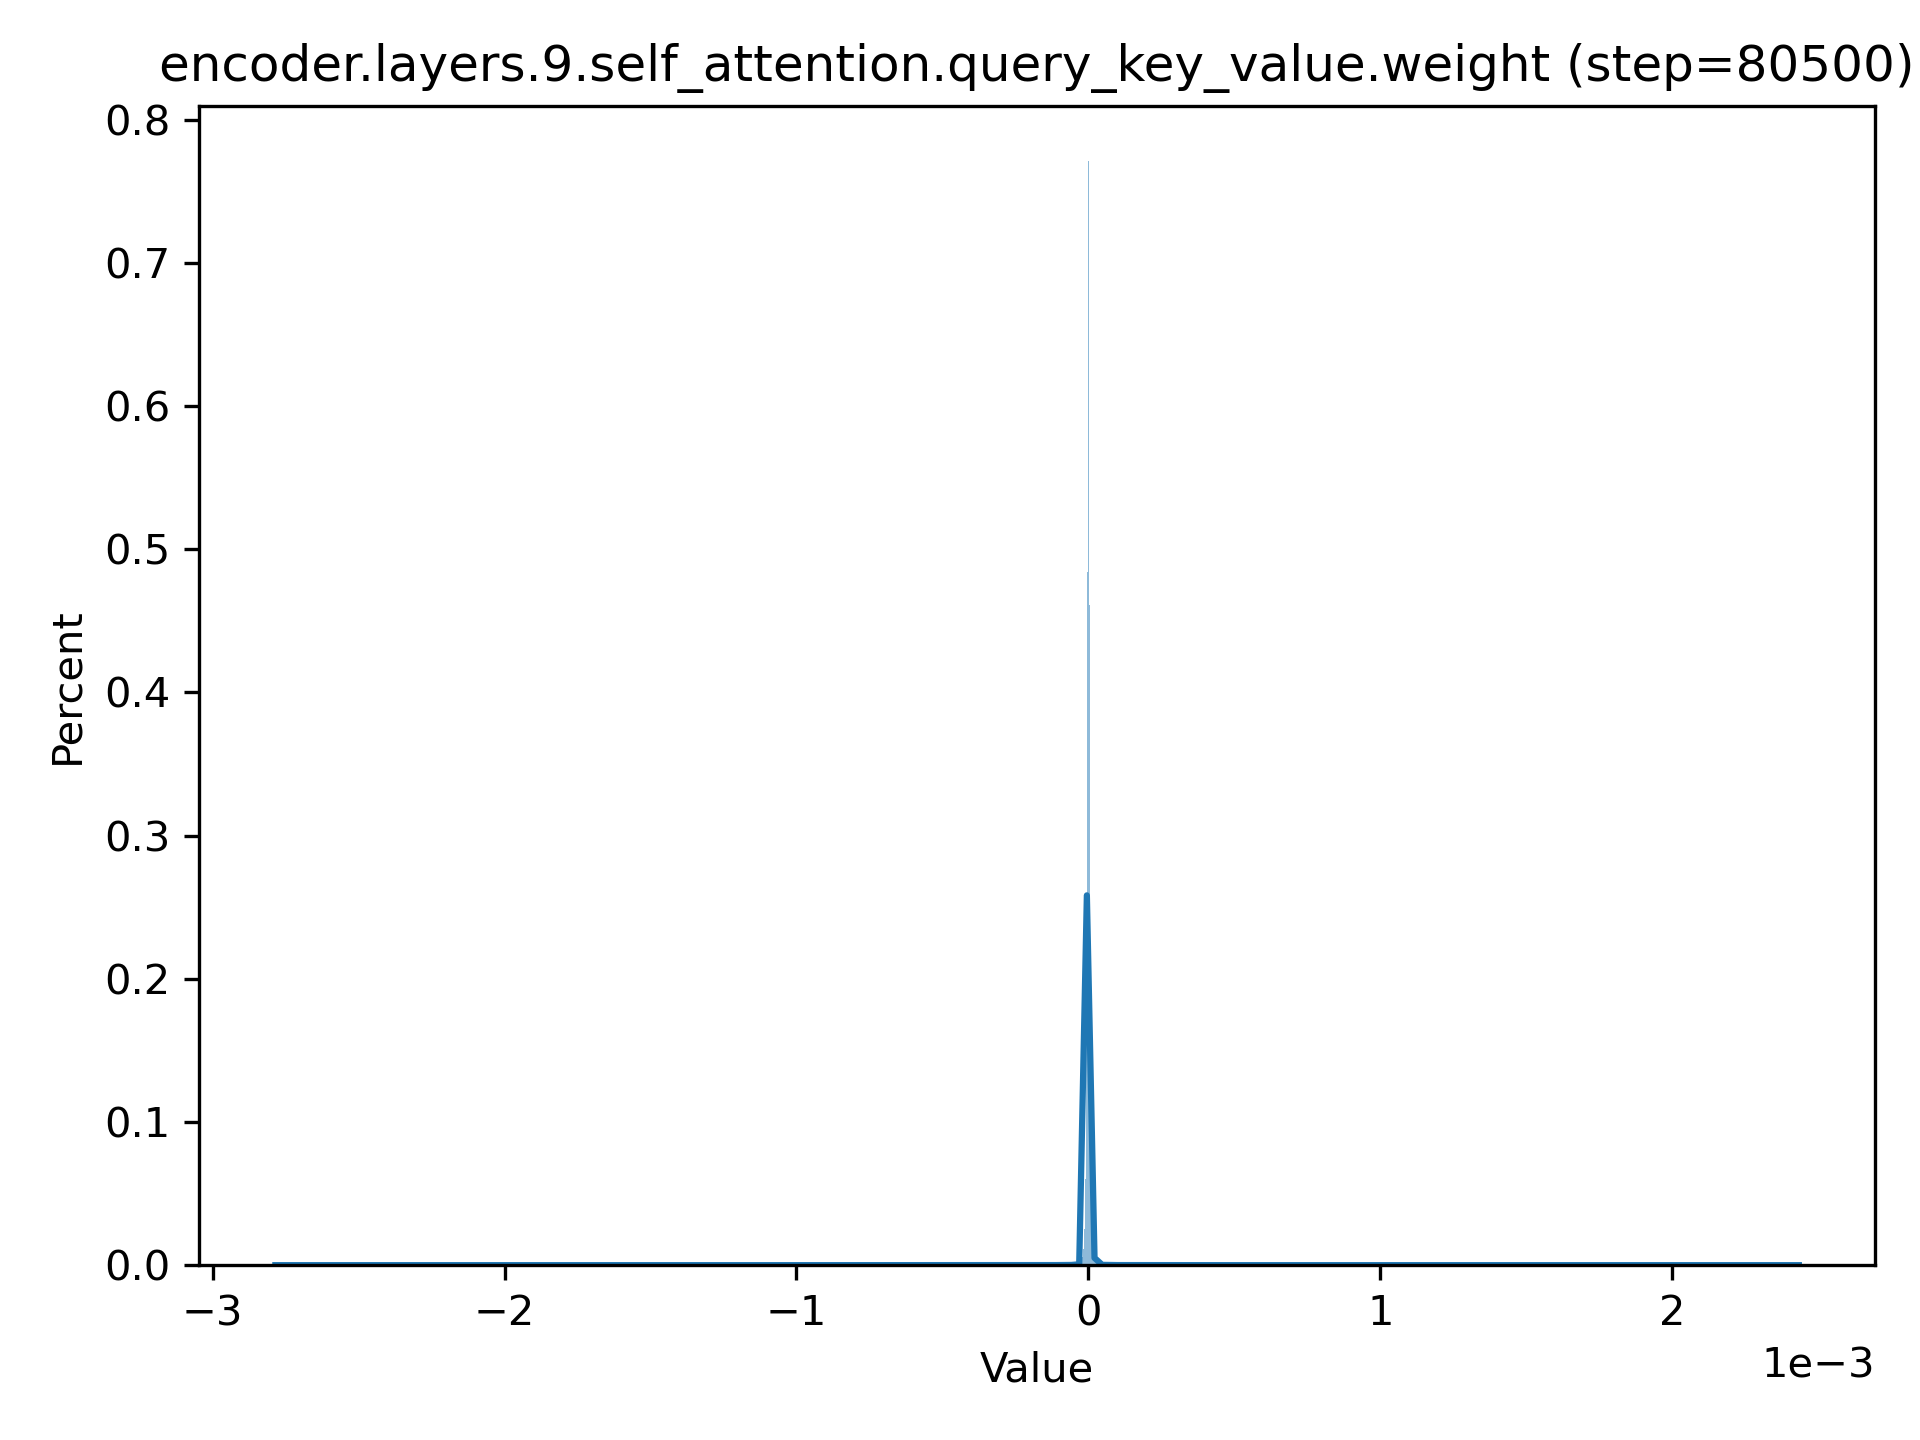 encoder.layers.9.self_attention.query_key_value.weight (step=80500)
0.8
0.7
0.6
0.5
0.4
0.3
0.2
0.1
0.0
Percent
−3 −2 −1 0 1 2
1e−3
Value